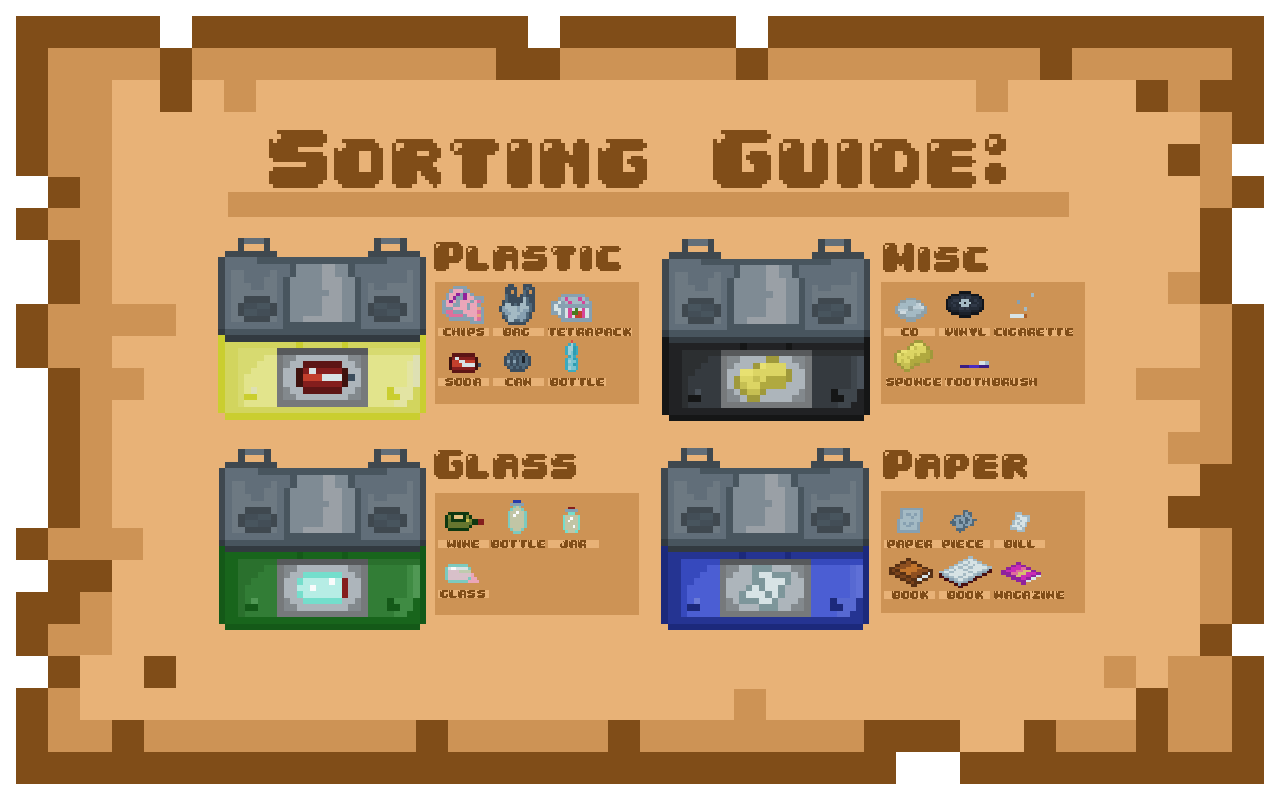 SORTING GUIDE:
PLASTIC
CHIPS BAG TETRAPACK
SODA CAN BOTTLE
MISC
CD VINYL CIGARETTE
SPONGE TOOTHBRUSH
GLASS
WINE BOTTLE JAR
GLASS
PAPER
PAPER PIECE BILL
BOOK BOOK MAGAZINE